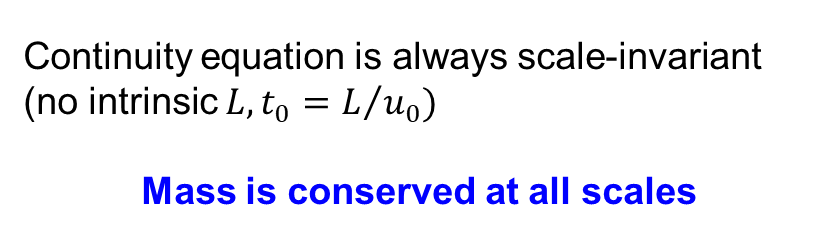 Continuity equation is always scale-invariant
(no intrinsic L, t₀ = L/u₀)
Mass is conserved at all scales